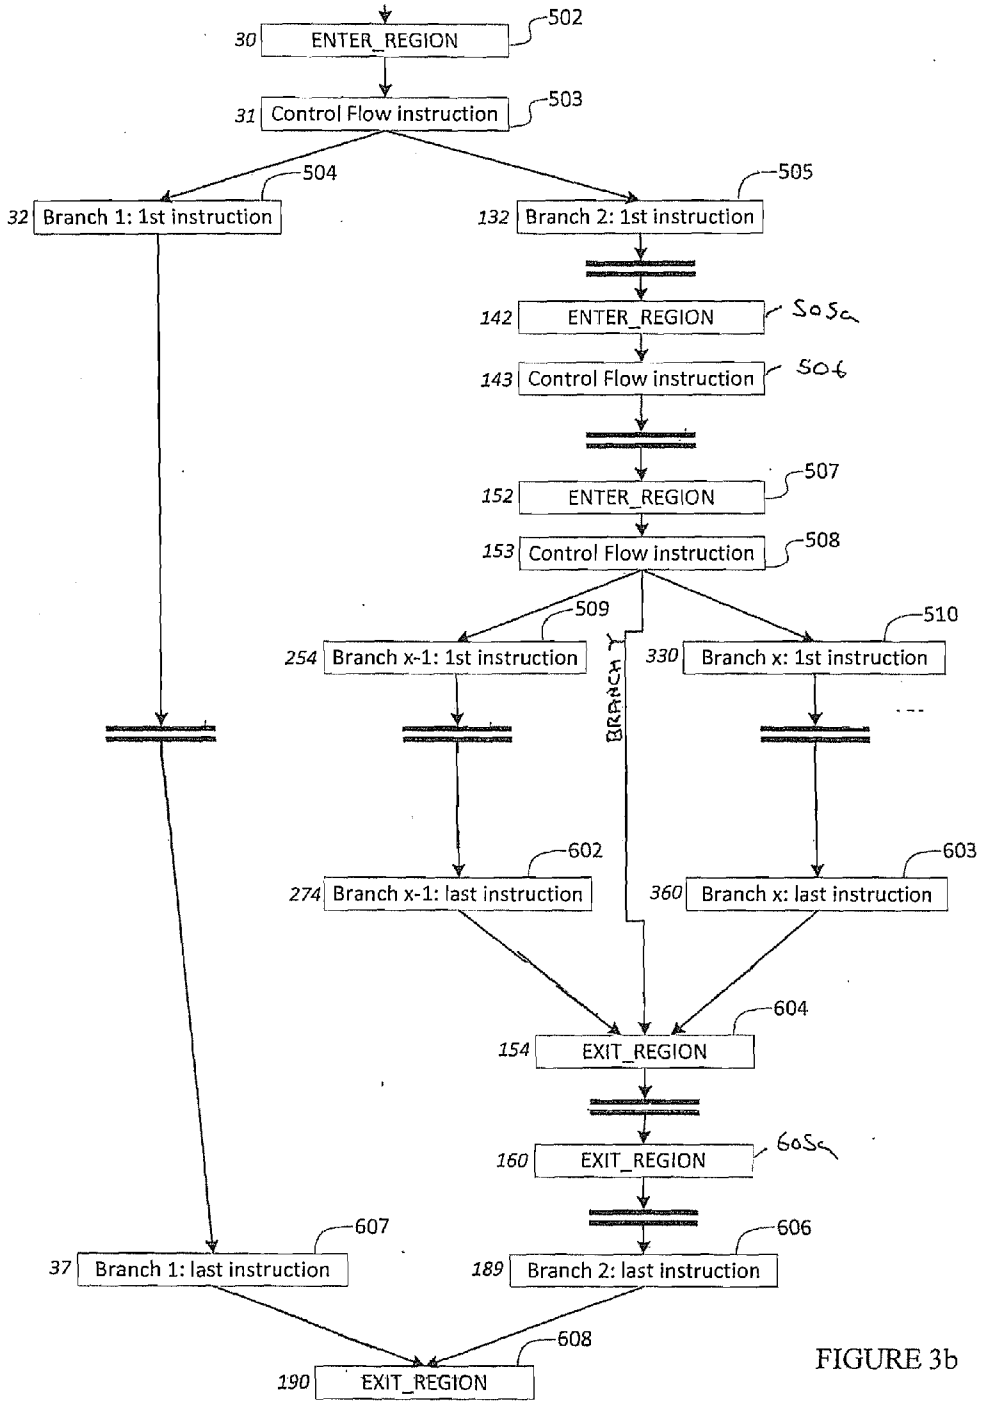 502
30 ENTER_REGION
503
31 Control Flow instruction
504
505
32 Branch 1: 1st instruction
132 Branch 2: 1st instruction
142 ENTER_REGION 505a
143 Control Flow instruction 506
507
152 ENTER_REGION
508
153 Control Flow instruction
509
510
254 Branch x-1: 1st instruction
330 Branch x: 1st instruction
BRANCH Y
602
603
274 Branch x-1: last instruction
360 Branch x: last instruction
604
154 EXIT_REGION
160 EXIT_REGION 605a
607
606
37 Branch 1: last instruction
189 Branch 2: last instruction
608
190 EXIT_REGION
FIGURE 3b